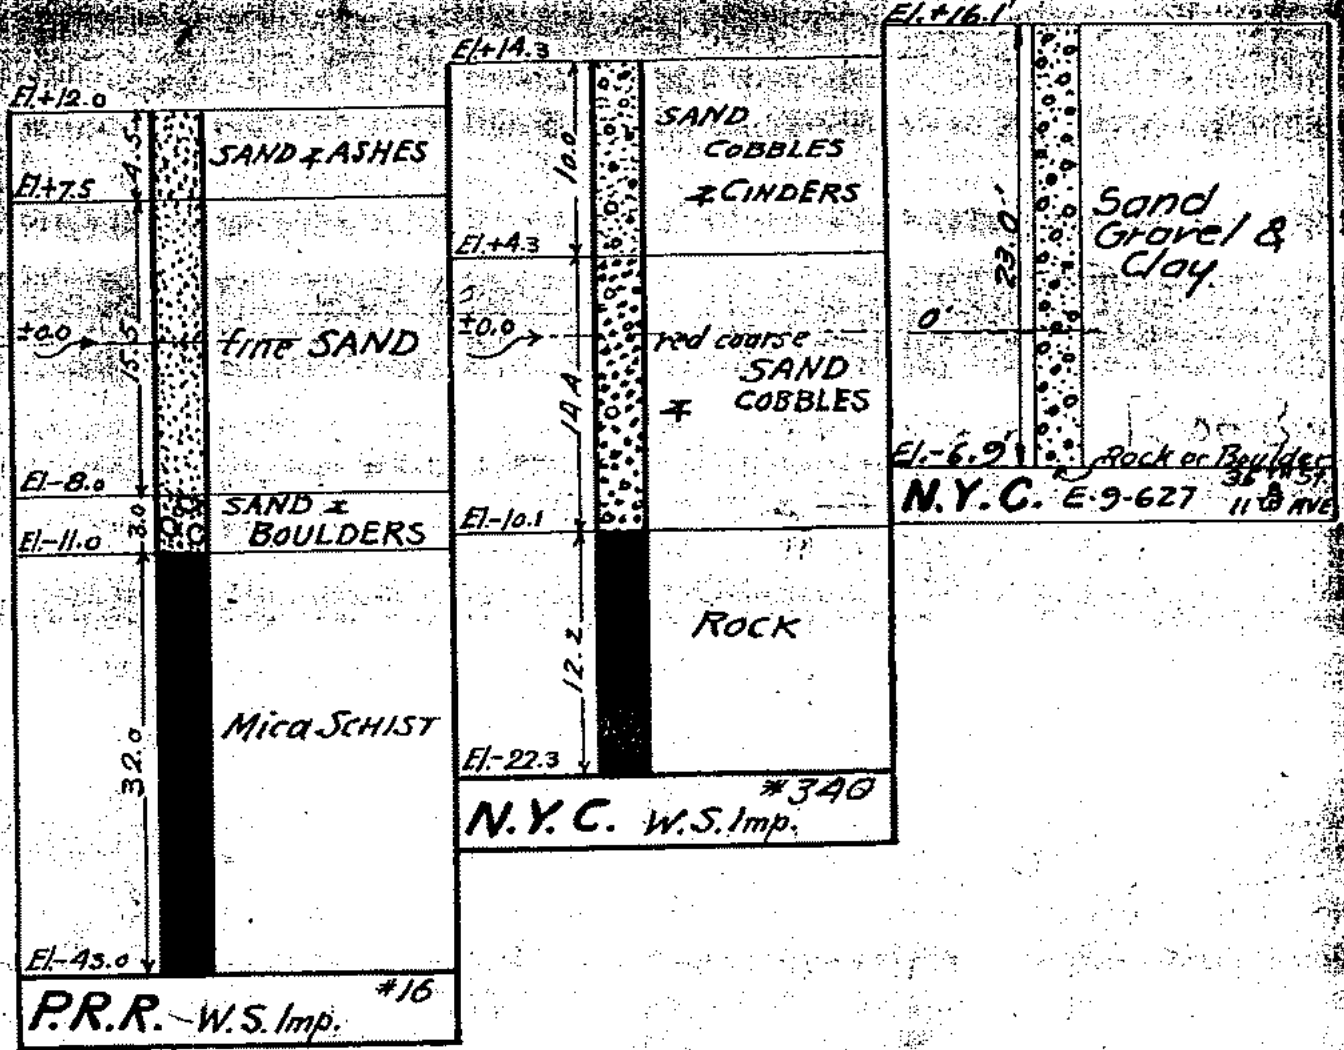 El.+12.0
4.5
SAND & ASHES
El.+7.5
±0.0
15.5
fine SAND
El.-8.0
3.0
SAND &
BOULDERS
El.-11.0
32.0
Mica SCHIST
El.-43.0
P.R.R. W.S. Imp. #16
El.+14.3
10.0
SAND
COBBLES
& CINDERS
El.+4.3
±0.0
14.4
red coarse
SAND
& COBBLES
El.-10.1
12.2
ROCK
El.-22.3
N.Y.C. W.S. Imp. #340
El.+16.1'
23.0'
Sand
Gravel &
Clay.
0'
El.-6.9'
Rock or Boulder
N.Y.C. E-9-627
36TH ST.
&
11TH AVE